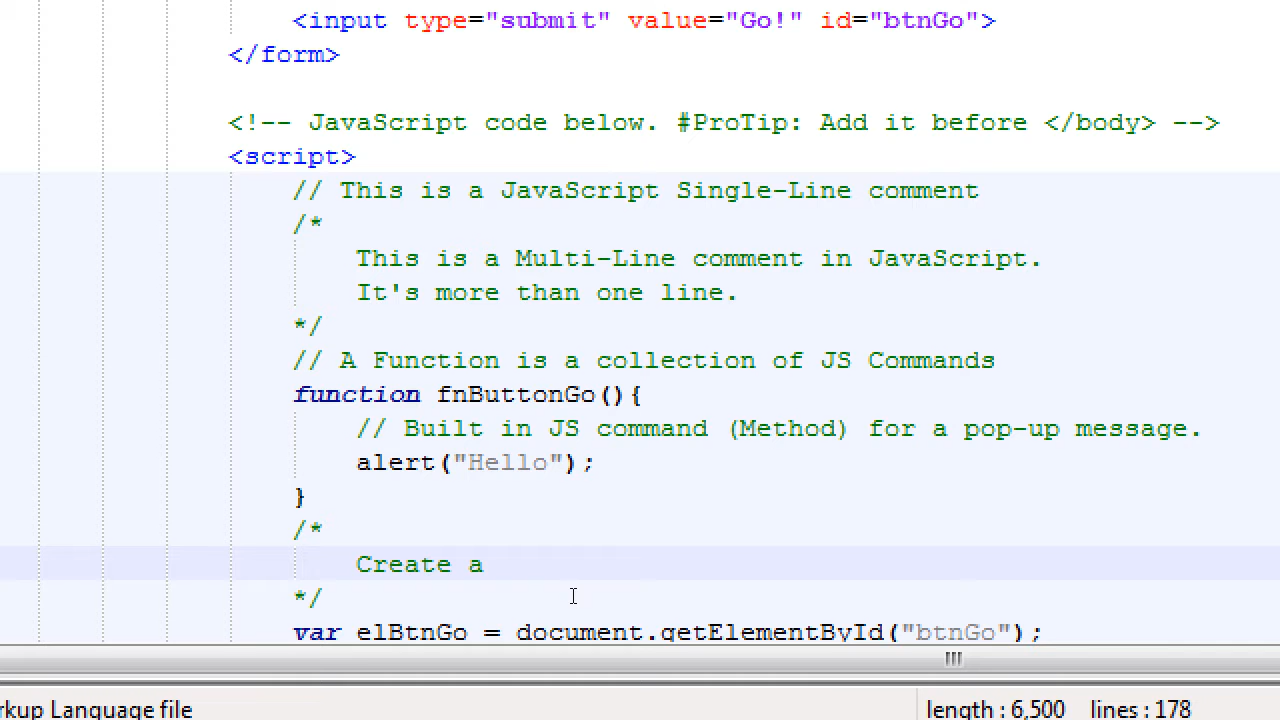 <input type="submit" value="Go!" id="btnGo">
</form>
<!-- JavaScript code below. #ProTip: Add it before </body> -->
<script>
// This is a JavaScript Single-Line comment
/*
This is a Multi-Line comment in JavaScript.
It's more than one line.
*/
// A Function is a collection of JS Commands
function fnButtonGo(){
// Built in JS command (Method) for a pop-up message.
alert("Hello");
}
/*
Create a
*/
var elBtnGo = document.getElementById("btnGo");
rkup Language file length : 6,500 lines : 178